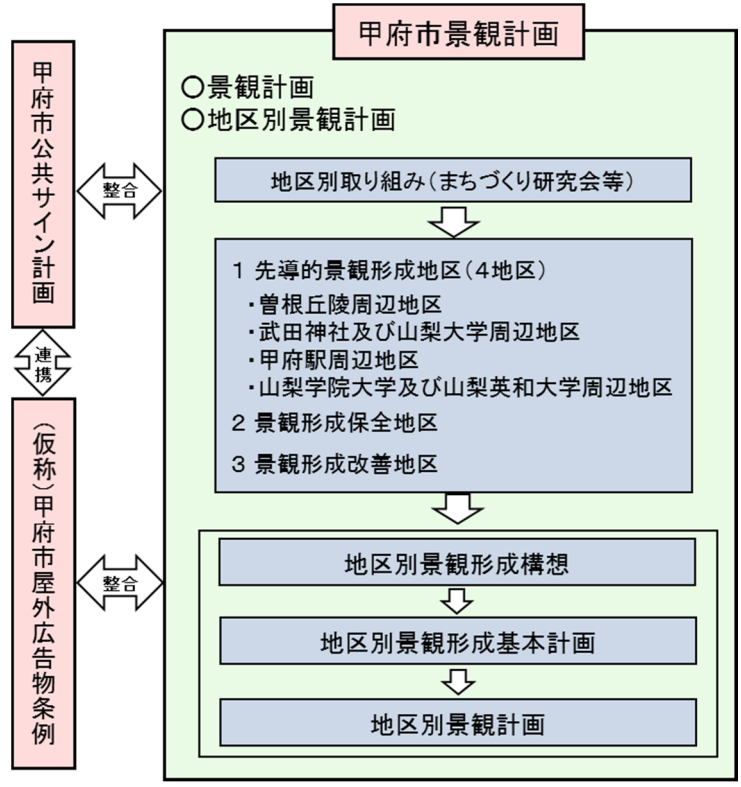 甲府市景観計画
甲府市公共サイン計画
○景観計画
○地区別景観計画
整合
地区別取り組み（まちづくり研究会等）
１ 先導的景観形成地区（４地区）
・曽根丘陵周辺地区
・武田神社及び山梨大学周辺地区
・甲府駅周辺地区
・山梨学院大学及び山梨英和大学周辺地区
２ 景観形成保全地区
３ 景観形成改善地区
連携
（仮称）甲府市屋外広告物条例
整合
地区別景観形成構想
地区別景観形成基本計画
地区別景観計画